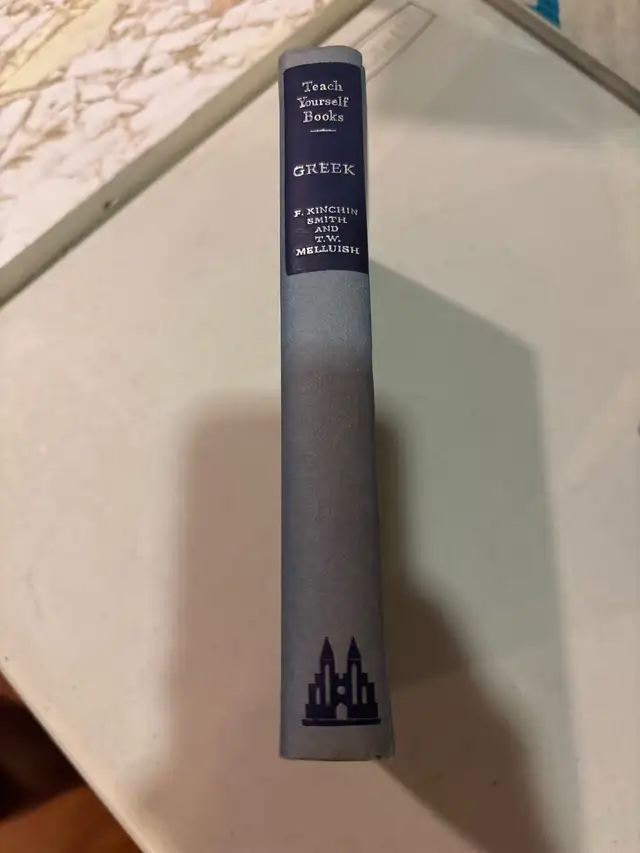 Teach
Yourself
Books
GREEK
F. KINCHIN
SMITH
AND
T.W.
MELLUISH